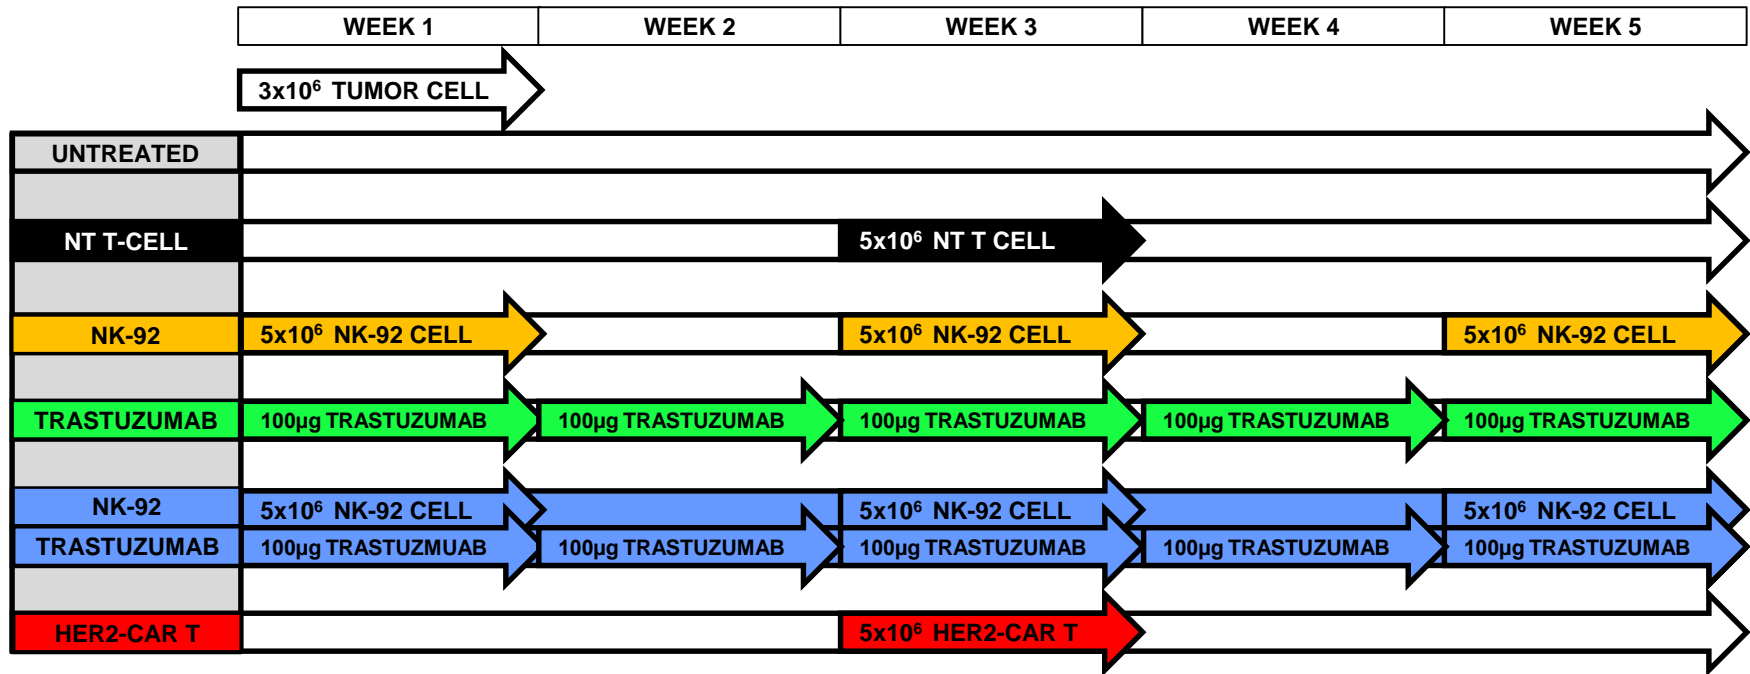 WEEK 1 WEEK 2 WEEK 3 WEEK 4 WEEK 5
3x10⁶ TUMOR CELL
UNTREATED
NT T-CELL 5x10⁶ NT T CELL
NK-92 5x10⁶ NK-92 CELL 5x10⁶ NK-92 CELL 5x10⁶ NK-92 CELL
TRASTUZUMAB 100µg TRASTUZUMAB 100µg TRASTUZUMAB 100µg TRASTUZUMAB 100µg TRASTUZUMAB 100µg TRASTUZUMAB
NK-92 5x10⁶ NK-92 CELL 5x10⁶ NK-92 CELL 5x10⁶ NK-92 CELL
TRASTUZUMAB 100µg TRASTUZMUAB 100µg TRASTUZUMAB 100µg TRASTUZUMAB 100µg TRASTUZUMAB 100µg TRASTUZUMAB
HER2-CAR T 5x10⁶ HER2-CAR T